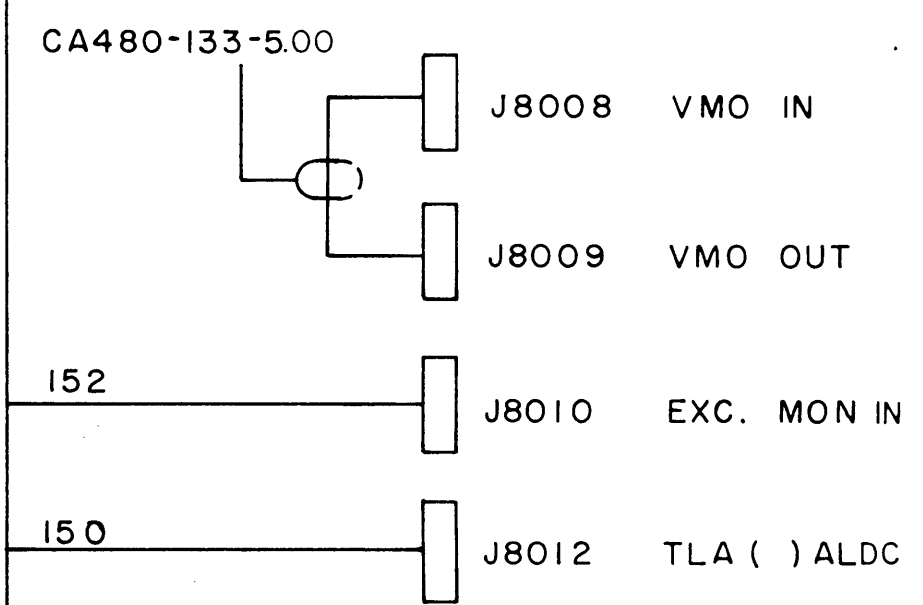 CA480-133-5.00
J8008 VMO IN
J8009 VMO OUT
152
J8010 EXC. MON IN
150
J8012 TLA ( ) ALDC